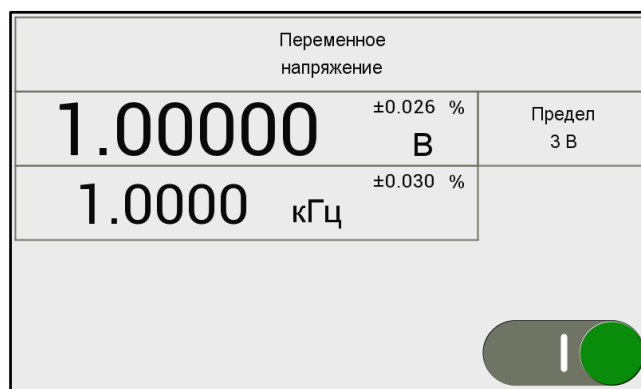 Переменное
напряжение
1.00000 ±0.026 %
В
Предел
3 В
1.0000 кГц ±0.030 %